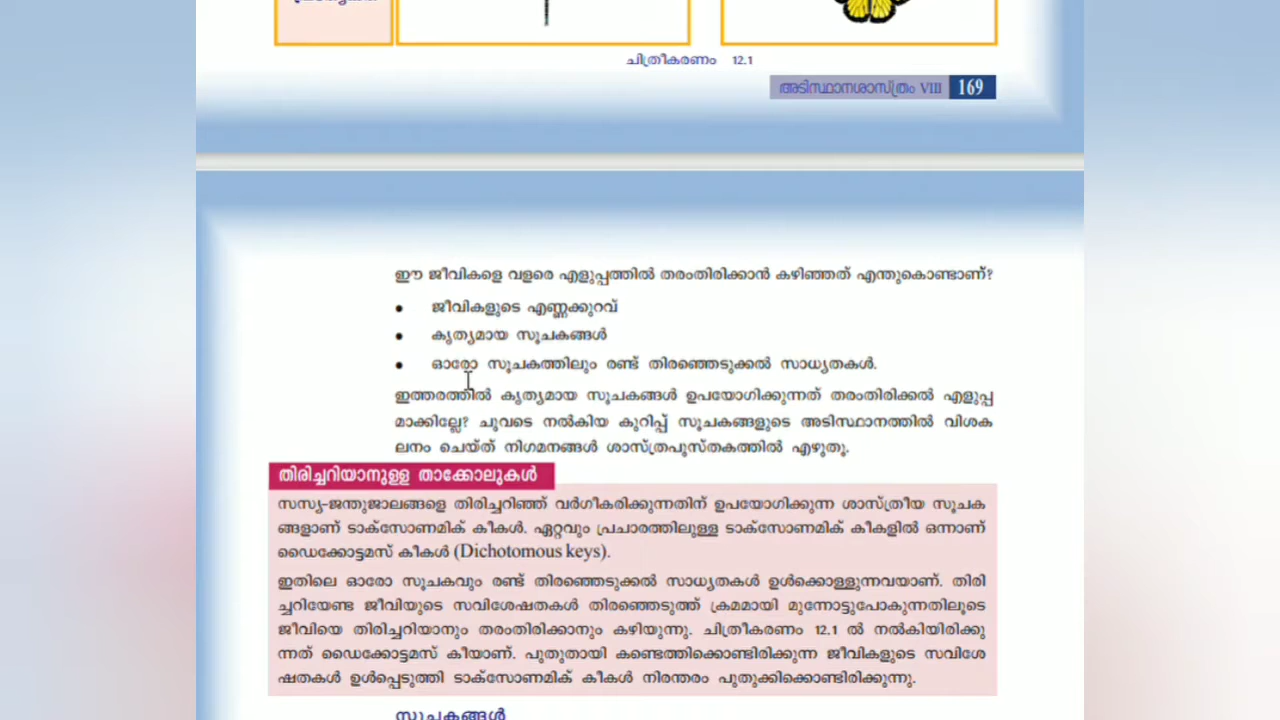 ചിത്രീകരണം 12.1
അടിസ്ഥാനശാസ്ത്രം VIII 169
ഈ ജീവികളെ വളരെ എളുപ്പത്തിൽ തരംതിരിക്കാൻ കഴിഞ്ഞത് എന്തുകൊണ്ടാണ്?
• ജീവികളുടെ എണ്ണക്കുറവ്
• കൃത്യമായ സൂചകങ്ങൾ
• ഓരോ സൂചകത്തിലും രണ്ട് തിരഞ്ഞെടുക്കൽ സാധ്യതകൾ.
ഇത്തരത്തിൽ കൃത്യമായ സൂചകങ്ങൾ ഉപയോഗിക്കുന്നത് തരംതിരിക്കൽ എളുപ്പ
മാക്കില്ലേ? ചുവടെ നൽകിയ കുറിപ്പ് സൂചകങ്ങളുടെ അടിസ്ഥാനത്തിൽ വിശക
ലനം ചെയ്ത് നിഗമനങ്ങൾ ശാസ്ത്രപുസ്തകത്തിൽ എഴുതൂ.
തിരിച്ചറിയാനുള്ള താക്കോലുകൾ
സസ്യ-ജന്തുജാലങ്ങളെ തിരിച്ചറിഞ്ഞ് വർഗീകരിക്കുന്നതിന് ഉപയോഗിക്കുന്ന ശാസ്ത്രീയ സൂചക
ങ്ങളാണ് ടാക്സോണമിക് കീകൾ. ഏറ്റവും പ്രചാരത്തിലുള്ള ടാക്സോണമിക് കീകളിൽ ഒന്നാണ്
ഡൈക്കോട്ടമസ് കീകൾ (Dichotomous keys).
ഇതിലെ ഓരോ സൂചകവും രണ്ട് തിരഞ്ഞെടുക്കൽ സാധ്യതകൾ ഉൾക്കൊള്ളുന്നവയാണ്. തിരി
ച്ചറിയേണ്ട ജീവിയുടെ സവിശേഷതകൾ തിരഞ്ഞെടുത്ത് ക്രമമായി മുന്നോട്ടുപോകുന്നതിലൂടെ
ജീവിയെ തിരിച്ചറിയാനും തരംതിരിക്കാനും കഴിയുന്നു. ചിത്രീകരണം 12.1 ൽ നൽകിയിരിക്കു
ന്നത് ഡൈക്കോട്ടമസ് കീയാണ്. പുതുതായി കണ്ടെത്തിക്കൊണ്ടിരിക്കുന്ന ജീവികളുടെ സവിശേ
ഷതകൾ ഉൾപ്പെടുത്തി ടാക്സോണമിക് കീകൾ നിരന്തരം പുതുക്കിക്കൊണ്ടിരിക്കുന്നു.
സൂചകങ്ങൾ